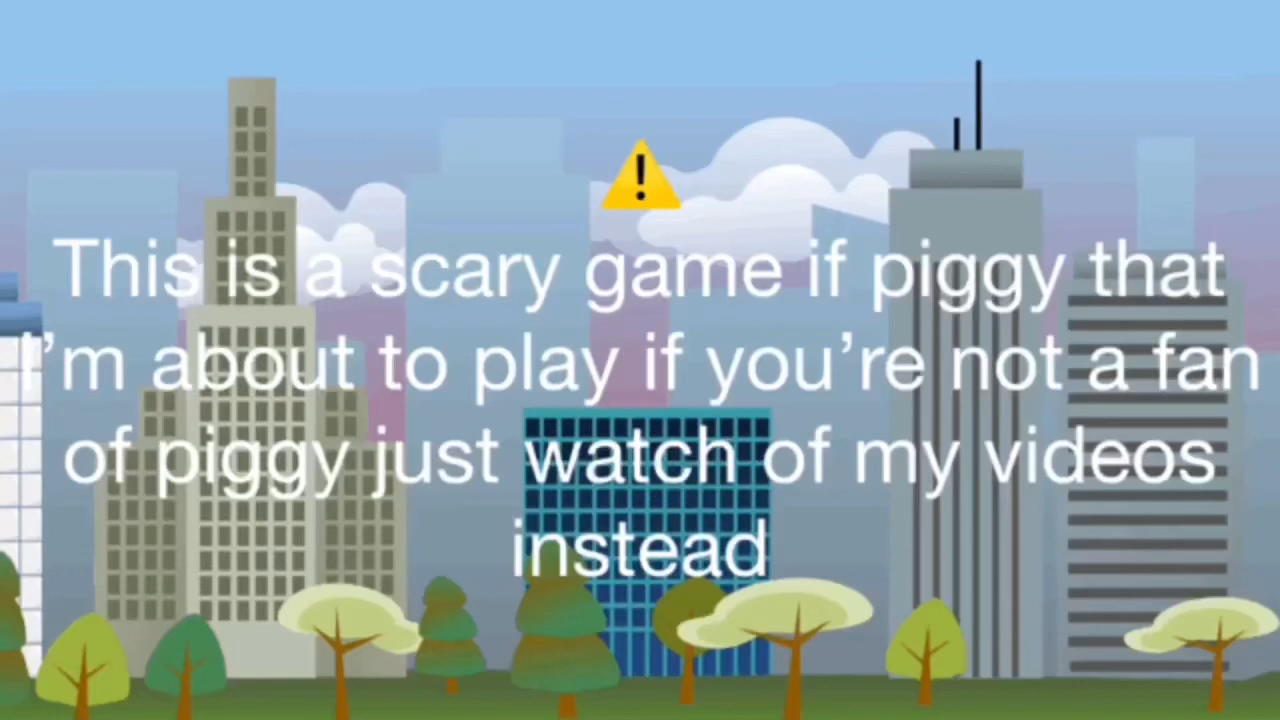 This is a scary game if piggy that
I’m about to play if you’re not a fan
of piggy just watch of my videos
instead